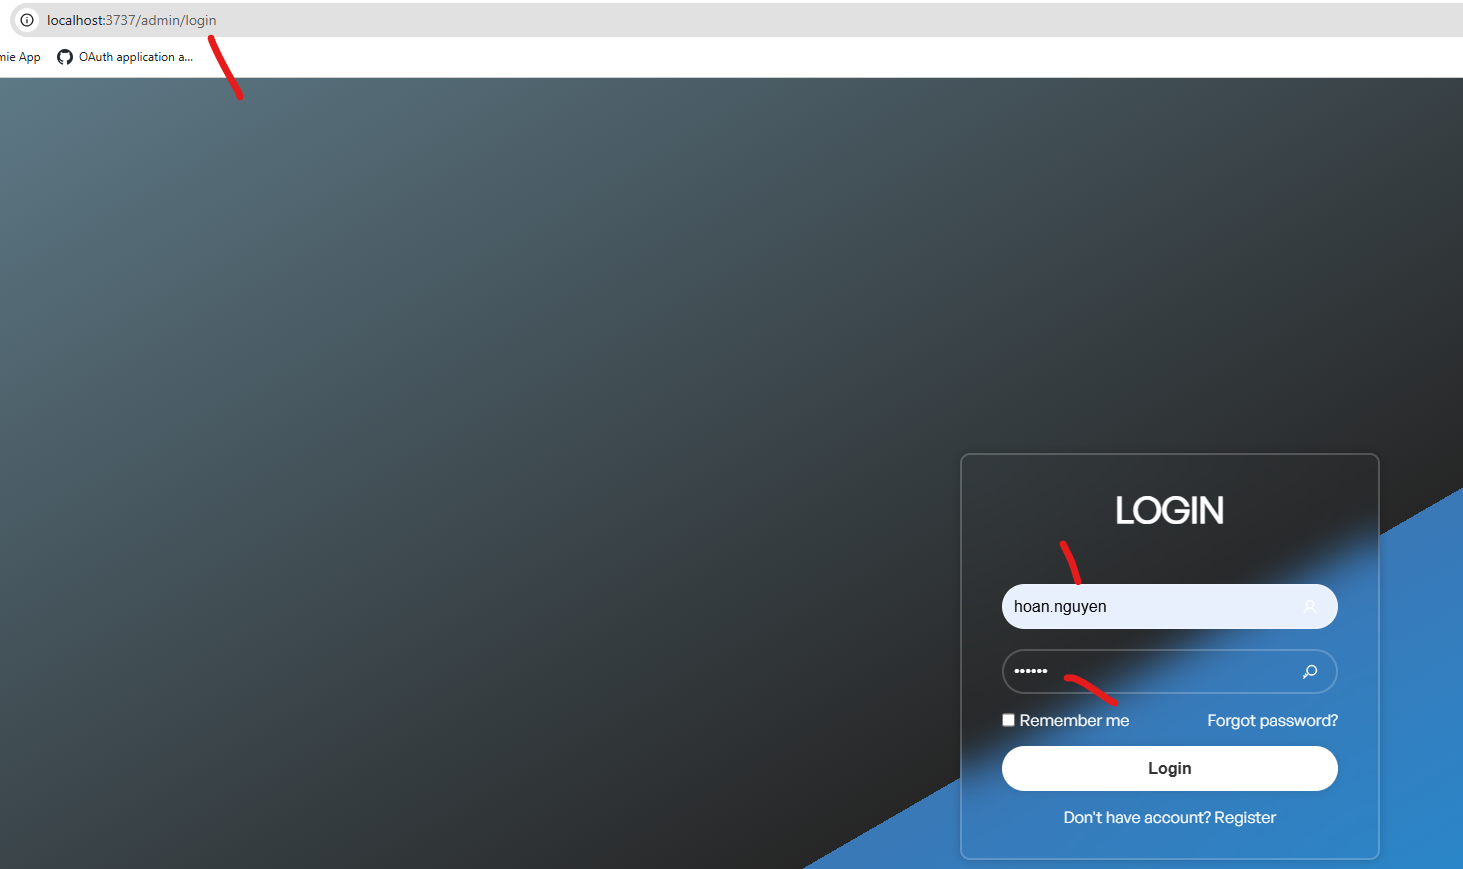 localhost:3737/admin/login
mie App
OAuth application a...
LOGIN
hoan.nguyen
••••••
Remember me
Forgot password?
Login
Don't have account? Register